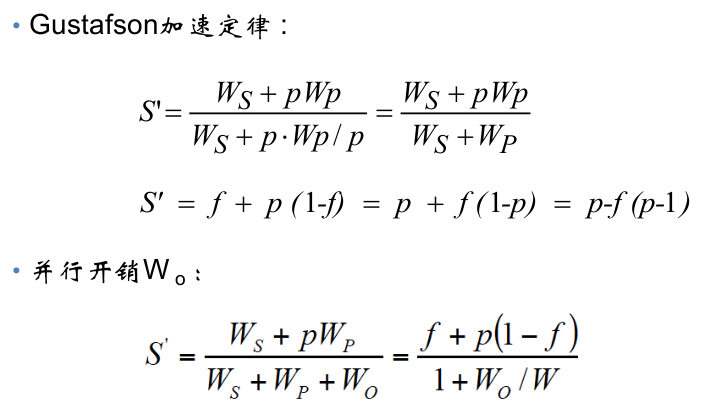 • Gustafson加速定律：
S'= (W_S + pWp) / (W_S + p·Wp / p) = (W_S + pWp) / (W_S + W_P)
S′ = f + p (1-f) = p + f (1-p) = p-f (p-1)
• 并行开销W_o：
S' = (W_S + pW_P) / (W_S + W_P + W_O) = (f + p(1 − f)) / (1 + W_O / W)